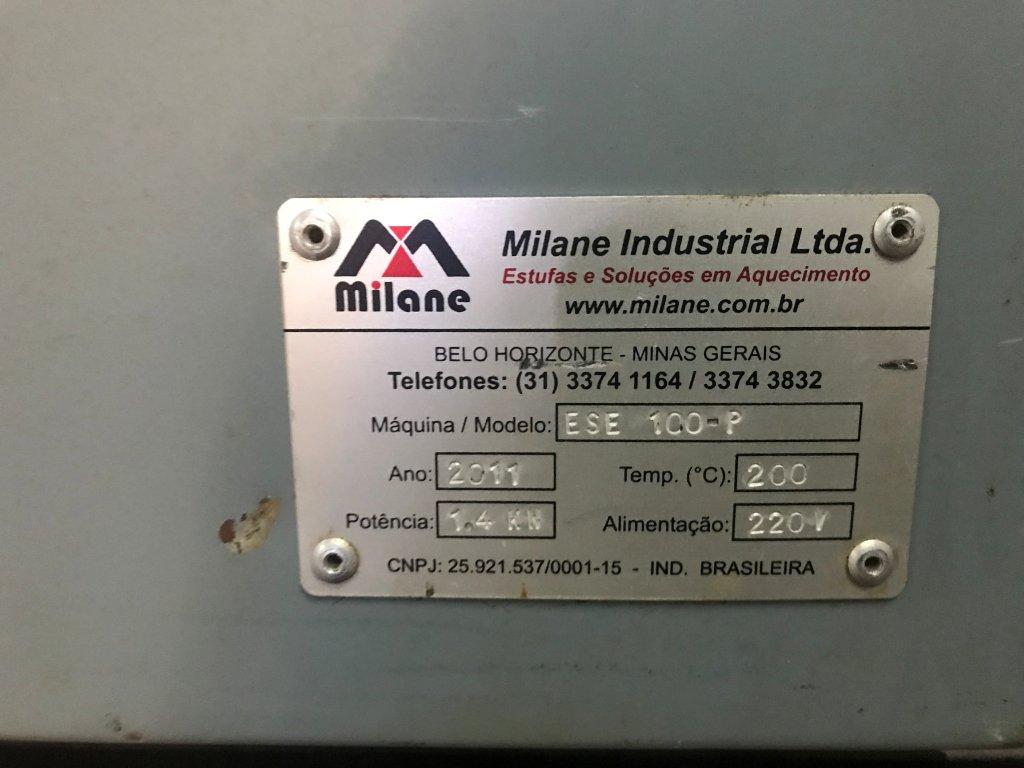 Milane
Milane Industrial Ltda.
Estufas e Soluções em Aquecimento
www.milane.com.br
BELO HORIZONTE - MINAS GERAIS
Telefones: (31) 3374 1164 / 3374 3832
Máquina / Modelo: ESE 100-P
Ano: 2011 Temp. (°C): 200
Potência: 1.4 KW Alimentação: 220V
CNPJ: 25.921.537/0001-15 - IND. BRASILEIRA